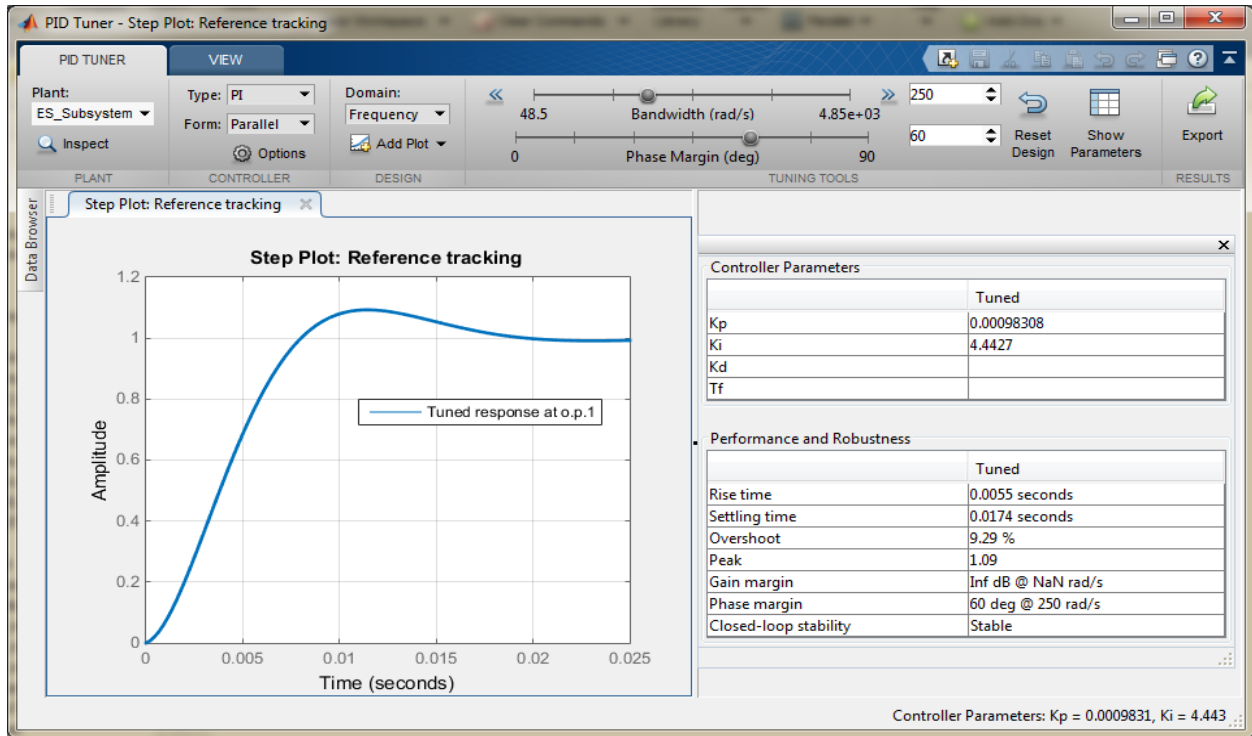 PID Tuner - Step Plot: Reference tracking
PID TUNER VIEW
Plant:
ES_Subsystem
Inspect
PLANT
Type: PI
Form: Parallel
Options
CONTROLLER
Domain:
Frequency
Add Plot
DESIGN
48.5 Bandwidth (rad/s) 4.85e+03
250
0 Phase Margin (deg) 90
60
Reset
Design
Show
Parameters
TUNING TOOLS
Export
RESULTS
Data Browser
Step Plot: Reference tracking
Step Plot: Reference tracking
Amplitude
1.2
1
0.8
0.6
0.4
0.2
0
Tuned response at o.p.1
0 0.005 0.01 0.015 0.02 0.025
Time (seconds)
Controller Parameters
Tuned
Kp 0.00098308
Ki 4.4427
Kd
Tf
Performance and Robustness
Tuned
Rise time 0.0055 seconds
Settling time 0.0174 seconds
Overshoot 9.29 %
Peak 1.09
Gain margin Inf dB @ NaN rad/s
Phase margin 60 deg @ 250 rad/s
Closed-loop stability Stable
Controller Parameters: Kp = 0.0009831, Ki = 4.443